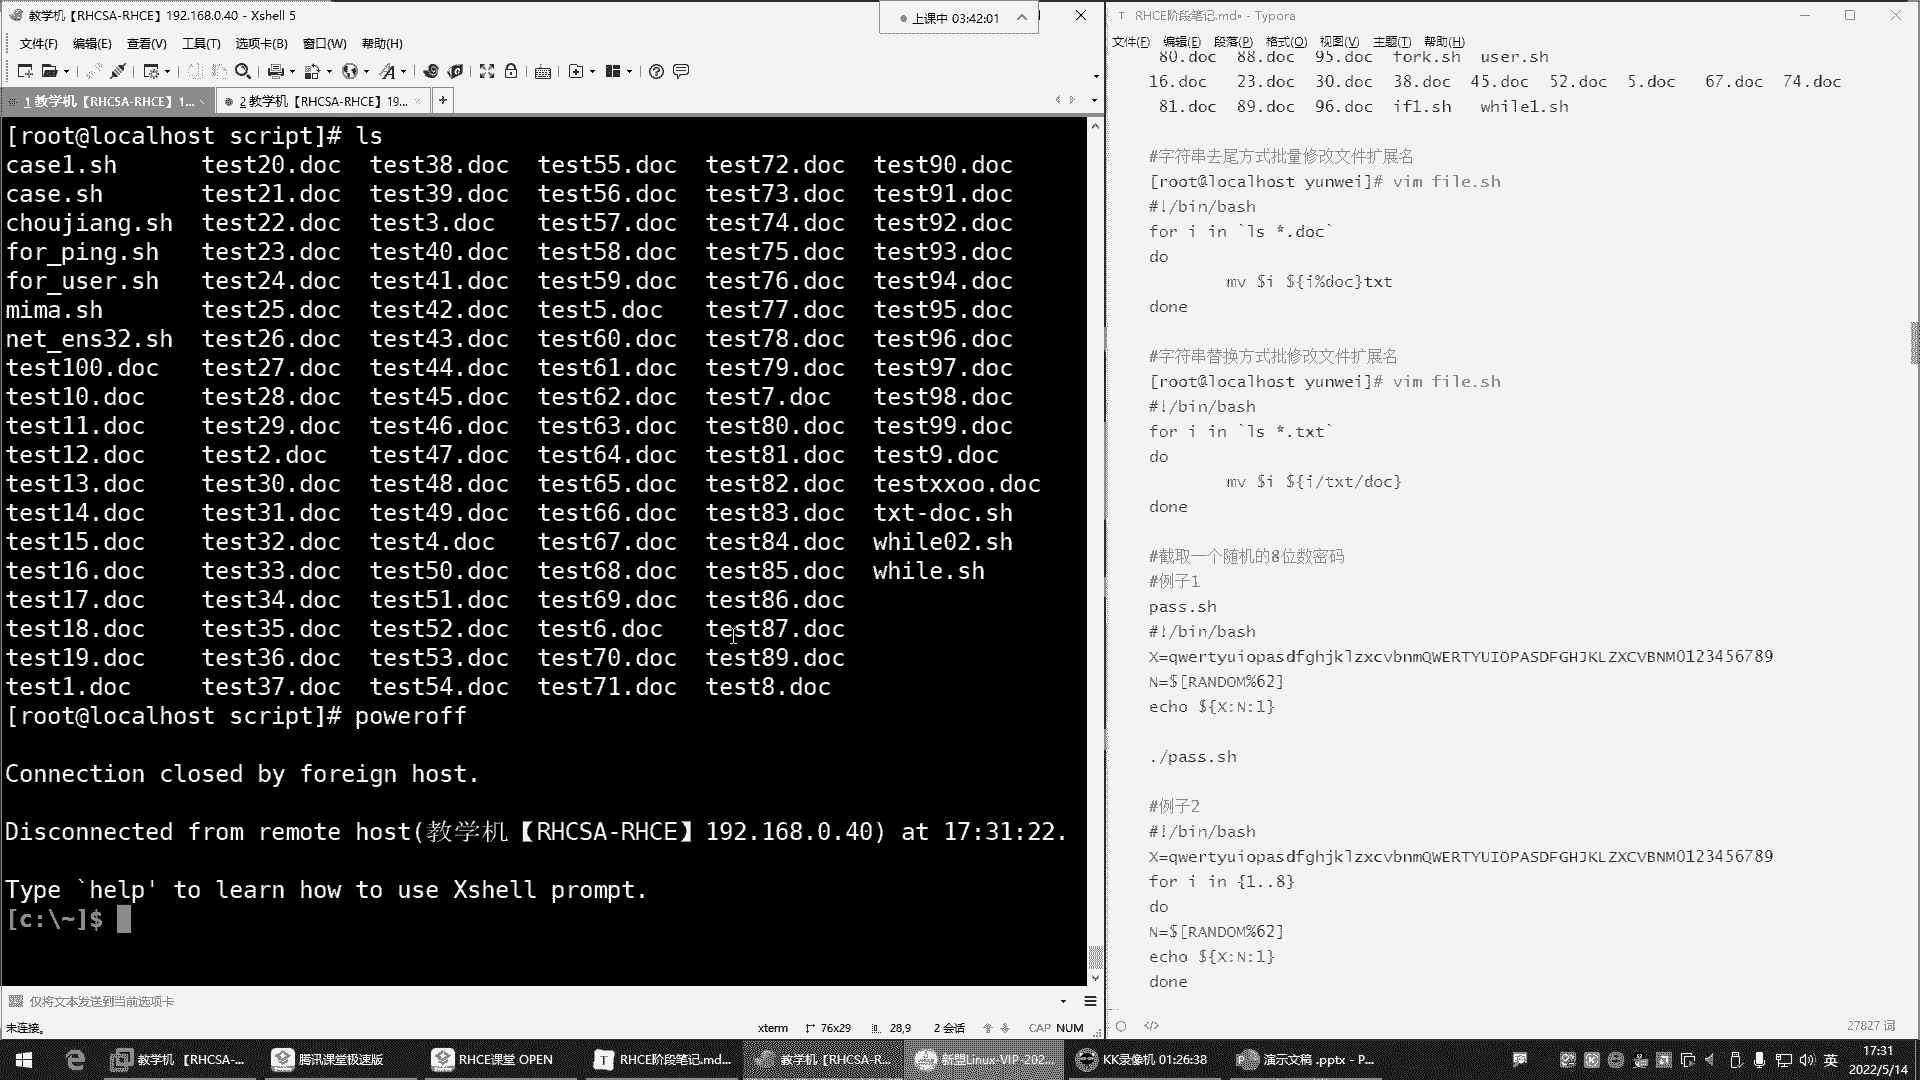 教学机【RHCSA-RHCE】192.168.0.40 - Xshell 5
上课中 03:42:01
文件(F) 编辑(E) 查看(V) 工具(T) 选项卡(B) 窗口(W) 帮助(H)
1 教学机【RHCSA-RHCE】1... 2 教学机【RHCSA-RHCE】19...
[root@localhost script]# ls
case1.sh test20.doc test38.doc test55.doc test72.doc test90.doc
case.sh test21.doc test39.doc test56.doc test73.doc test91.doc
choujiang.sh test22.doc test3.doc test57.doc test74.doc test92.doc
for_ping.sh test23.doc test40.doc test58.doc test75.doc test93.doc
for_user.sh test24.doc test41.doc test59.doc test76.doc test94.doc
mima.sh test25.doc test42.doc test5.doc test77.doc test95.doc
net_ens32.sh test26.doc test43.doc test60.doc test78.doc test96.doc
test100.doc test27.doc test44.doc test61.doc test79.doc test97.doc
test10.doc test28.doc test45.doc test62.doc test7.doc test98.doc
test11.doc test29.doc test46.doc test63.doc test80.doc test99.doc
test12.doc test2.doc test47.doc test64.doc test81.doc test9.doc
test13.doc test30.doc test48.doc test65.doc test82.doc testxxoo.doc
test14.doc test31.doc test49.doc test66.doc test83.doc txt-doc.sh
test15.doc test32.doc test4.doc test67.doc test84.doc while02.sh
test16.doc test33.doc test50.doc test68.doc test85.doc while.sh
test17.doc test34.doc test51.doc test69.doc test86.doc
test18.doc test35.doc test52.doc test6.doc test87.doc
test19.doc test36.doc test53.doc test70.doc test89.doc
test1.doc test37.doc test54.doc test71.doc test8.doc
[root@localhost script]# poweroff
Connection closed by foreign host.
Disconnected from remote host(教学机【RHCSA-RHCE】192.168.0.40) at 17:31:22.
Type `help' to learn how to use Xshell prompt.
[c:\~]$
仅将文本发送到当前选项卡
未连接。 xterm 76x29 28,9 2 会话 CAP NUM
RHCE阶段笔记.md• - Typora
文件(F) 编辑(E) 段落(P) 格式(O) 视图(V) 主题(T) 帮助(H)
80.doc 88.doc 95.doc fork.sh user.sh
16.doc 23.doc 30.doc 38.doc 45.doc 52.doc 5.doc 67.doc 74.doc
81.doc 89.doc 96.doc if1.sh while1.sh
#字符串去尾方式批量修改文件扩展名
[root@localhost yunwei]# vim file.sh
#!/bin/bash
for i in `ls *.doc`
do
mv $i ${i%doc}txt
done
#字符串替换方式批修改文件扩展名
[root@localhost yunwei]# vim file.sh
#!/bin/bash
for i in `ls *.txt`
do
mv $i ${i/txt/doc}
done
#截取一个随机的8位数密码
#例子1
pass.sh
#!/bin/bash
X=qwertyuiopasdfghjklzxcvbnmQWERTYUIOPASDFGHJKLZXCVBNM0123456789
N=$[RANDOM%62]
echo ${X:N:1}
./pass.sh
#例子2
#!/bin/bash
X=qwertyuiopasdfghjklzxcvbnmQWERTYUIOPASDFGHJKLZXCVBNM0123456789
for i in {1..8}
do
N=$[RANDOM%62]
echo ${X:N:1}
done
27827 词
教学机 【RHCSA-... 腾讯课堂极速版 RHCE课堂 OPEN RHCE阶段笔记.md... 教学机【RHCSA-R... 新盟Linux-VIP-202... KK录像机 01:26:38 演示文稿 .pptx - P... 英 17:31
2022/5/14